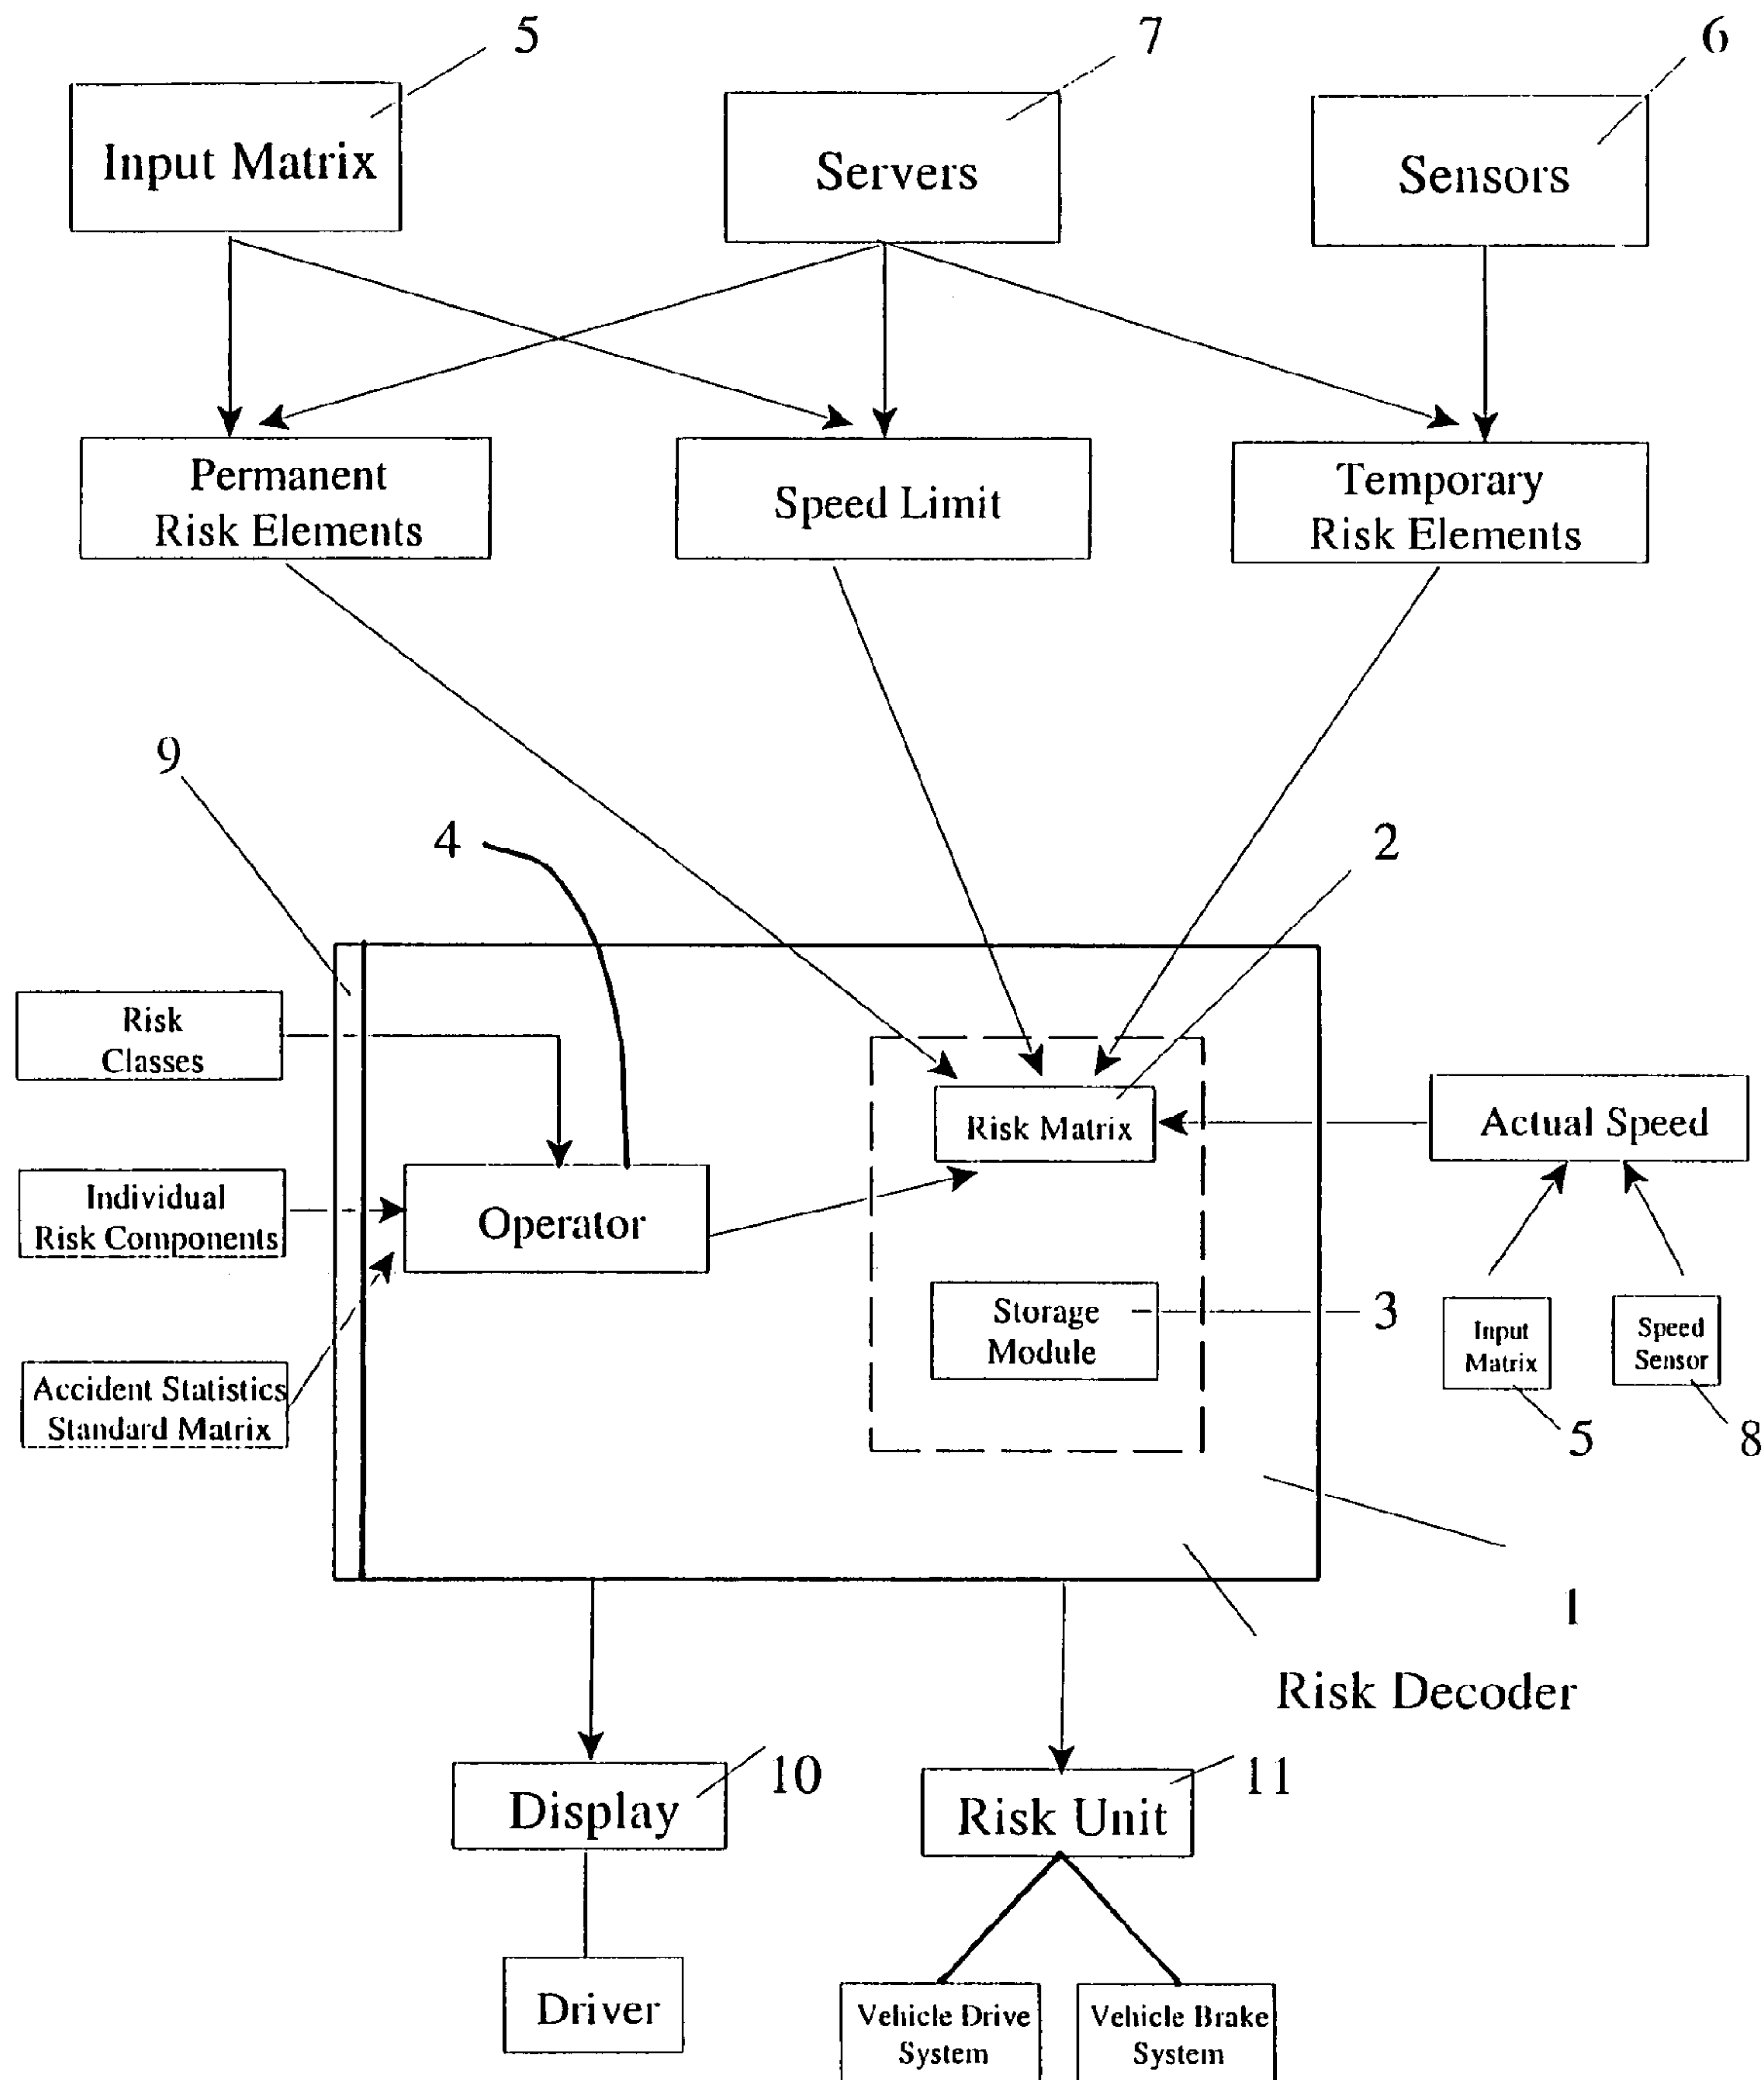 5
7
6
Input Matrix
Servers
Sensors
Permanent
Risk Elements
Speed Limit
Temporary
Risk Elements
9
4
2
Risk
Classes
Risk Matrix
Actual Speed
Individual
Risk Components
Operator
Storage
Module
3
Input
Matrix
Speed
Sensor
Accident Statistics
Standard Matrix
5
8
1
Risk Decoder
Display
10
Risk Unit
11
Driver
Vehicle Drive
System
Vehicle Brake
System